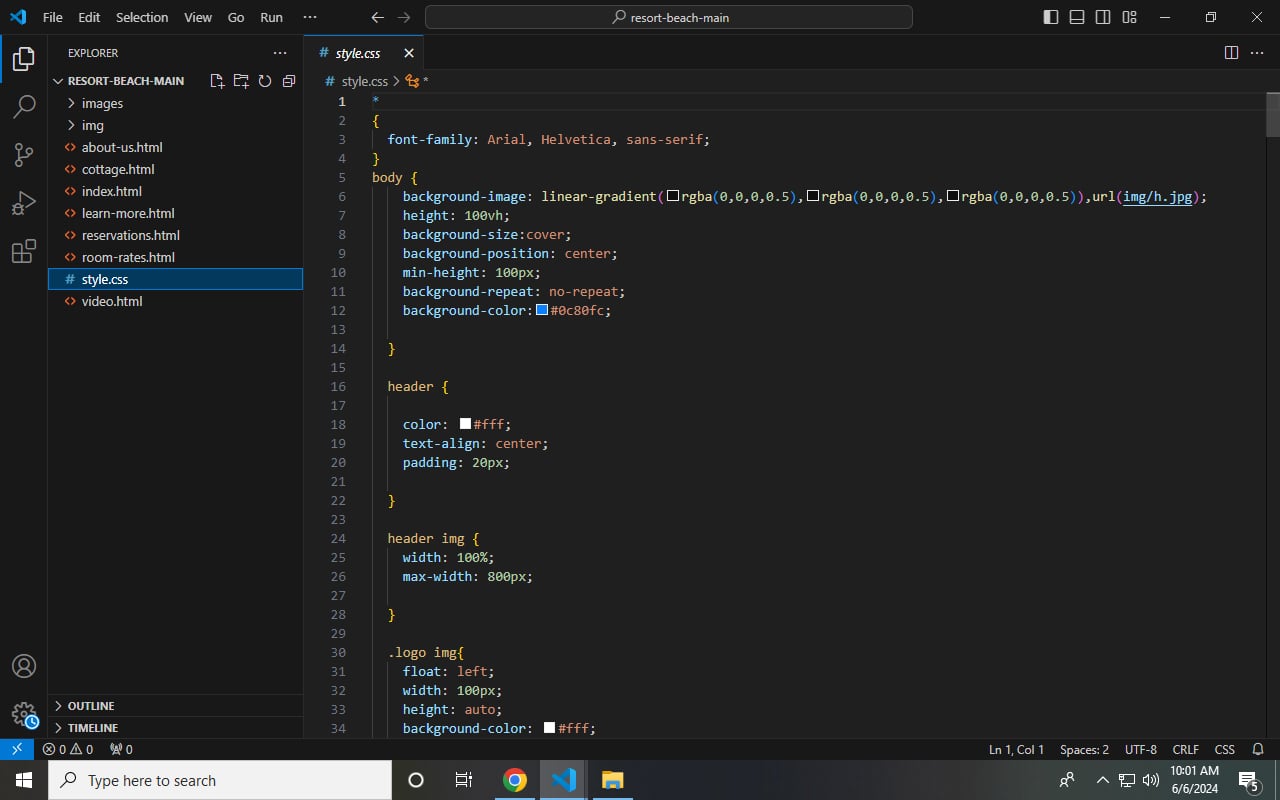 File Edit Selection View Go Run ···
resort-beach-main
EXPLORER
RESORT-BEACH-MAIN
images
img
about-us.html
cottage.html
index.html
learn-more.html
reservations.html
room-rates.html
# style.css
video.html
OUTLINE
TIMELINE
# style.css
# style.css > *
1 *
2 {
3 font-family: Arial, Helvetica, sans-serif;
4 }
5 body {
6 background-image: linear-gradient(rgba(0,0,0,0.5),rgba(0,0,0,0.5),rgba(0,0,0,0.5)),url(img/h.jpg);
7 height: 100vh;
8 background-size:cover;
9 background-position: center;
10 min-height: 100px;
11 background-repeat: no-repeat;
12 background-color:#0c80fc;
13
14 }
15
16 header {
17
18 color: #fff;
19 text-align: center;
20 padding: 20px;
21
22 }
23
24 header img {
25 width: 100%;
26 max-width: 800px;
27
28 }
29
30 .logo img{
31 float: left;
32 width: 100px;
33 height: auto;
34 background-color: #fff;
0 0 0
Ln 1, Col 1 Spaces: 2 UTF-8 CRLF CSS
Type here to search
10:01 AM
6/6/2024
5